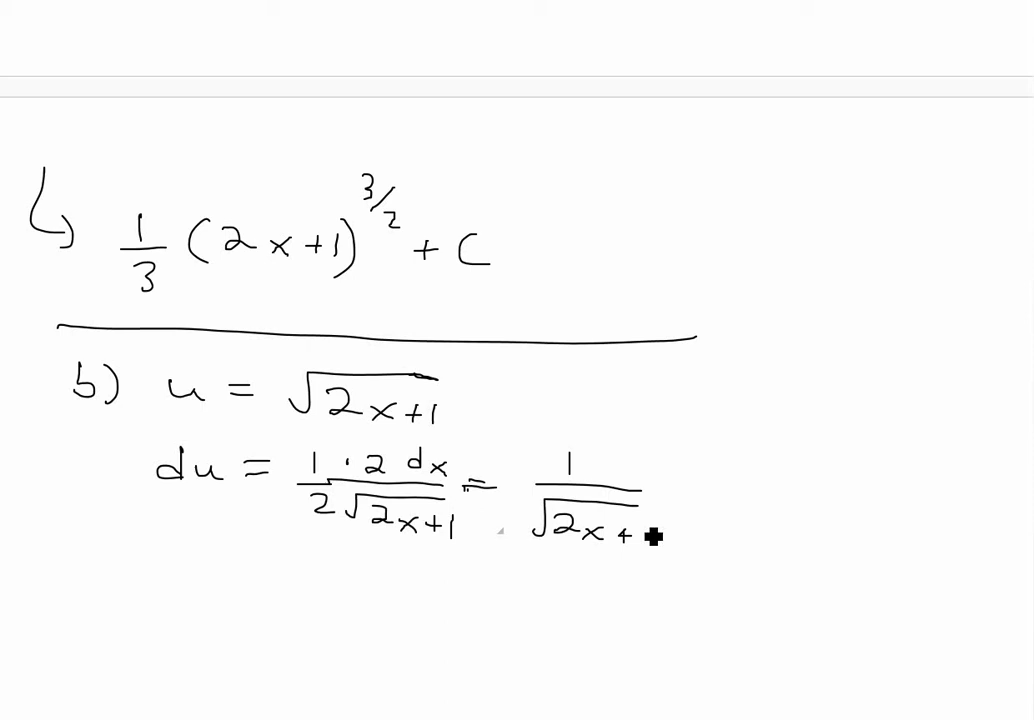 ↳ 1/3 (2x+1)^3/2 + C
b) u = √2x+1
du = 1 · 2 dx / 2√2x+1 = 1 / √2x+